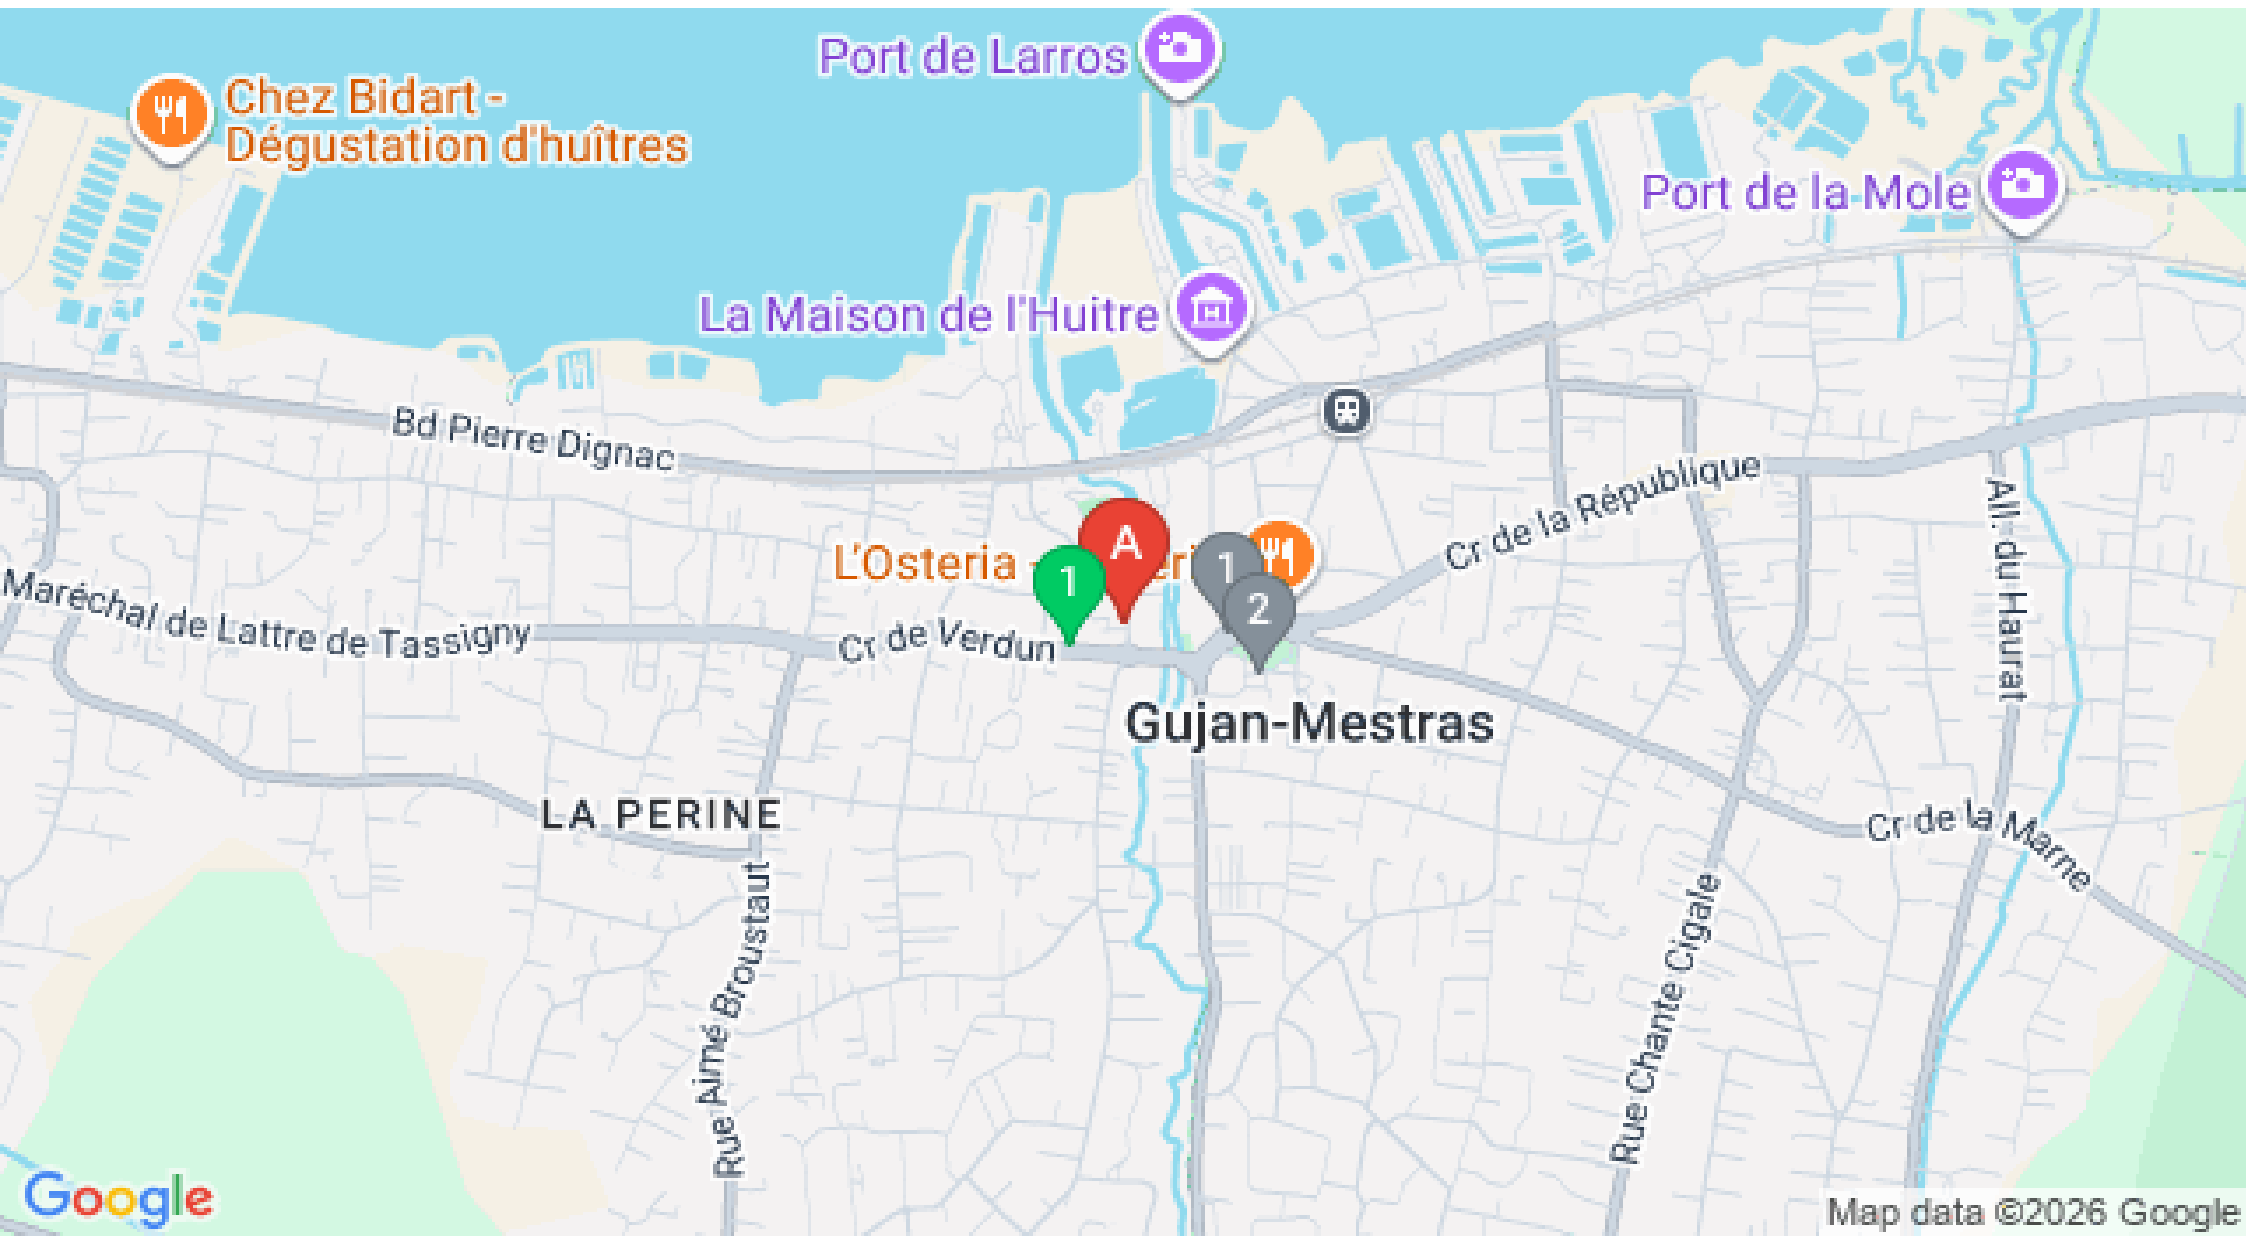 Port de Larros
Chez Bidart -
Dégustation d'huîtres
Port de la Mole
La Maison de l'Huitre
Bd Pierre Dignac
Cr de la République
All. du Haurat
L'Osteria -
A
1
1
2
Maréchal de Lattre de Tassigny
Cr de Verdun
Gujan-Mestras
LA PERINE
Cr de la Marne
Rue Aimé Broustaut
Rue Chante Cigale
Google
Map data ©2026 Google